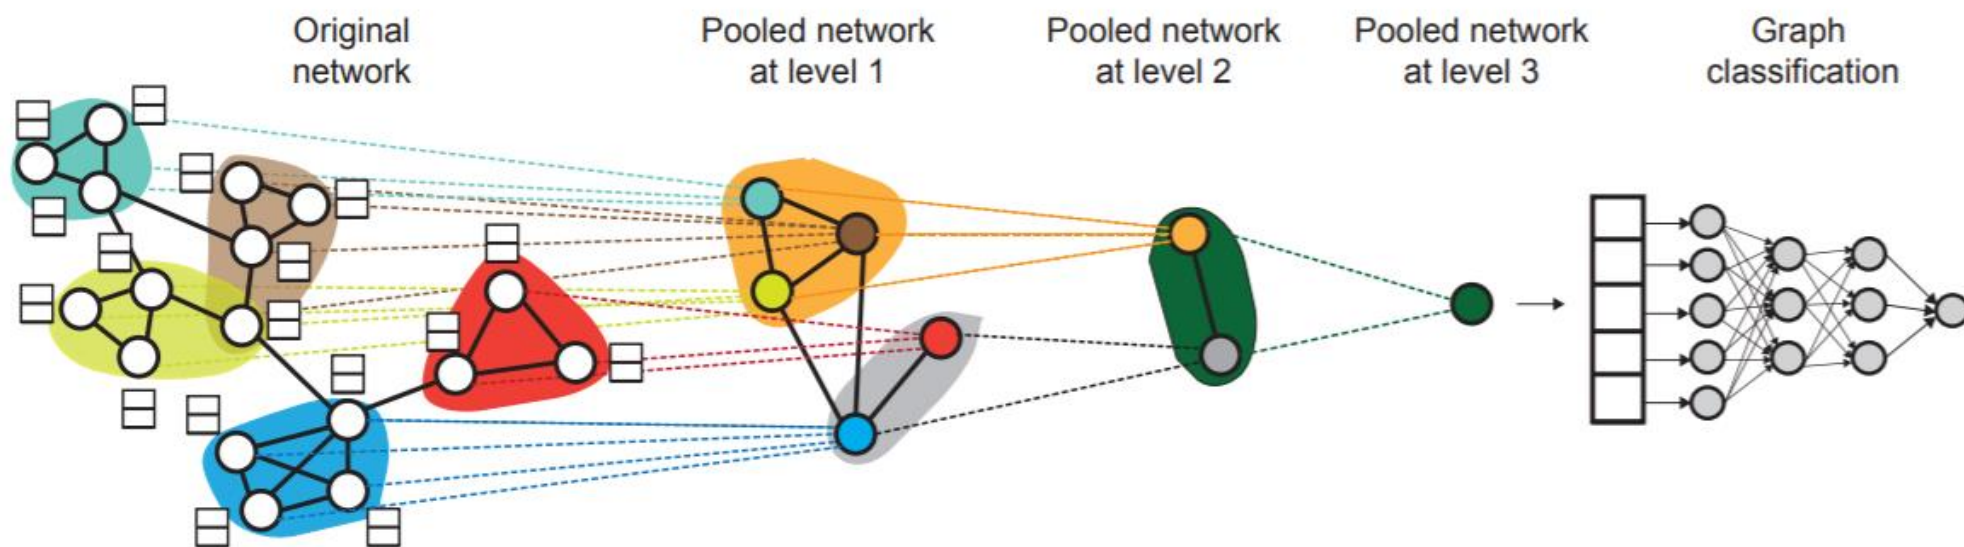 Original
network
Pooled network
at level 1
Pooled network
at level 2
Pooled network
at level 3
Graph
classification